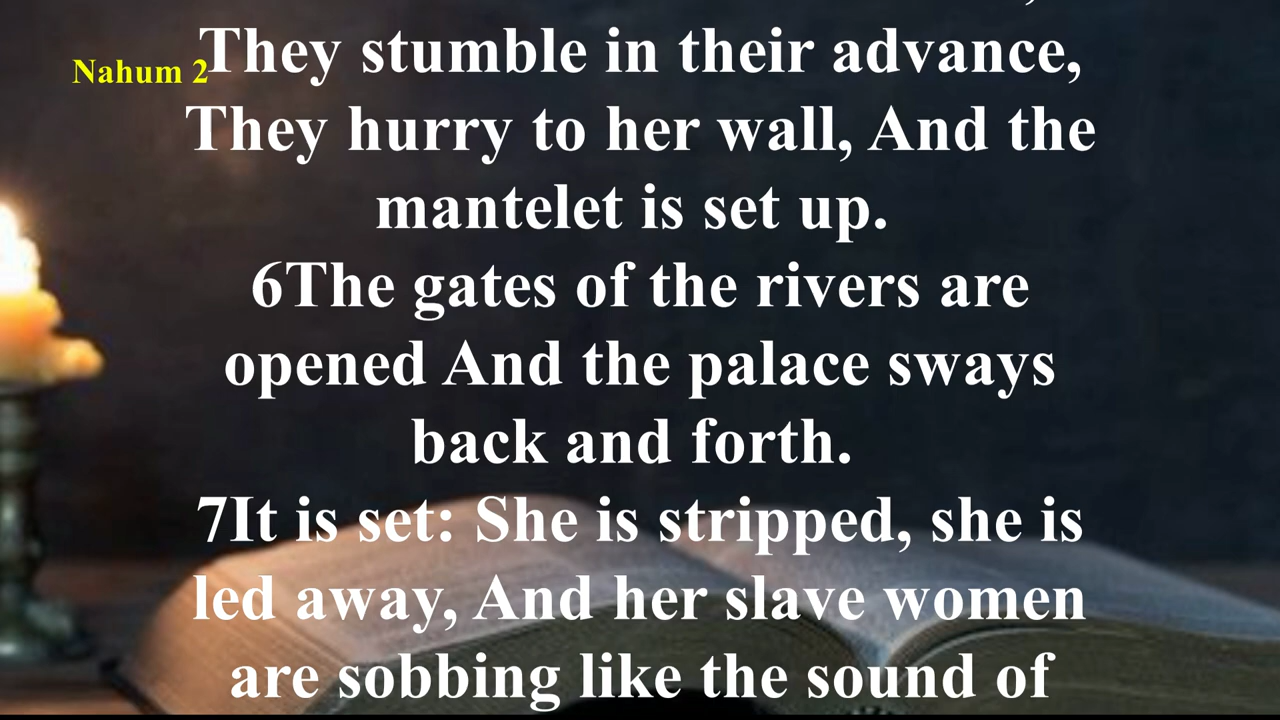 Nahum 2
They stumble in their advance,
They hurry to her wall, And the
mantelet is set up.
6The gates of the rivers are
opened And the palace sways
back and forth.
7It is set: She is stripped, she is
led away, And her slave women
are sobbing like the sound of